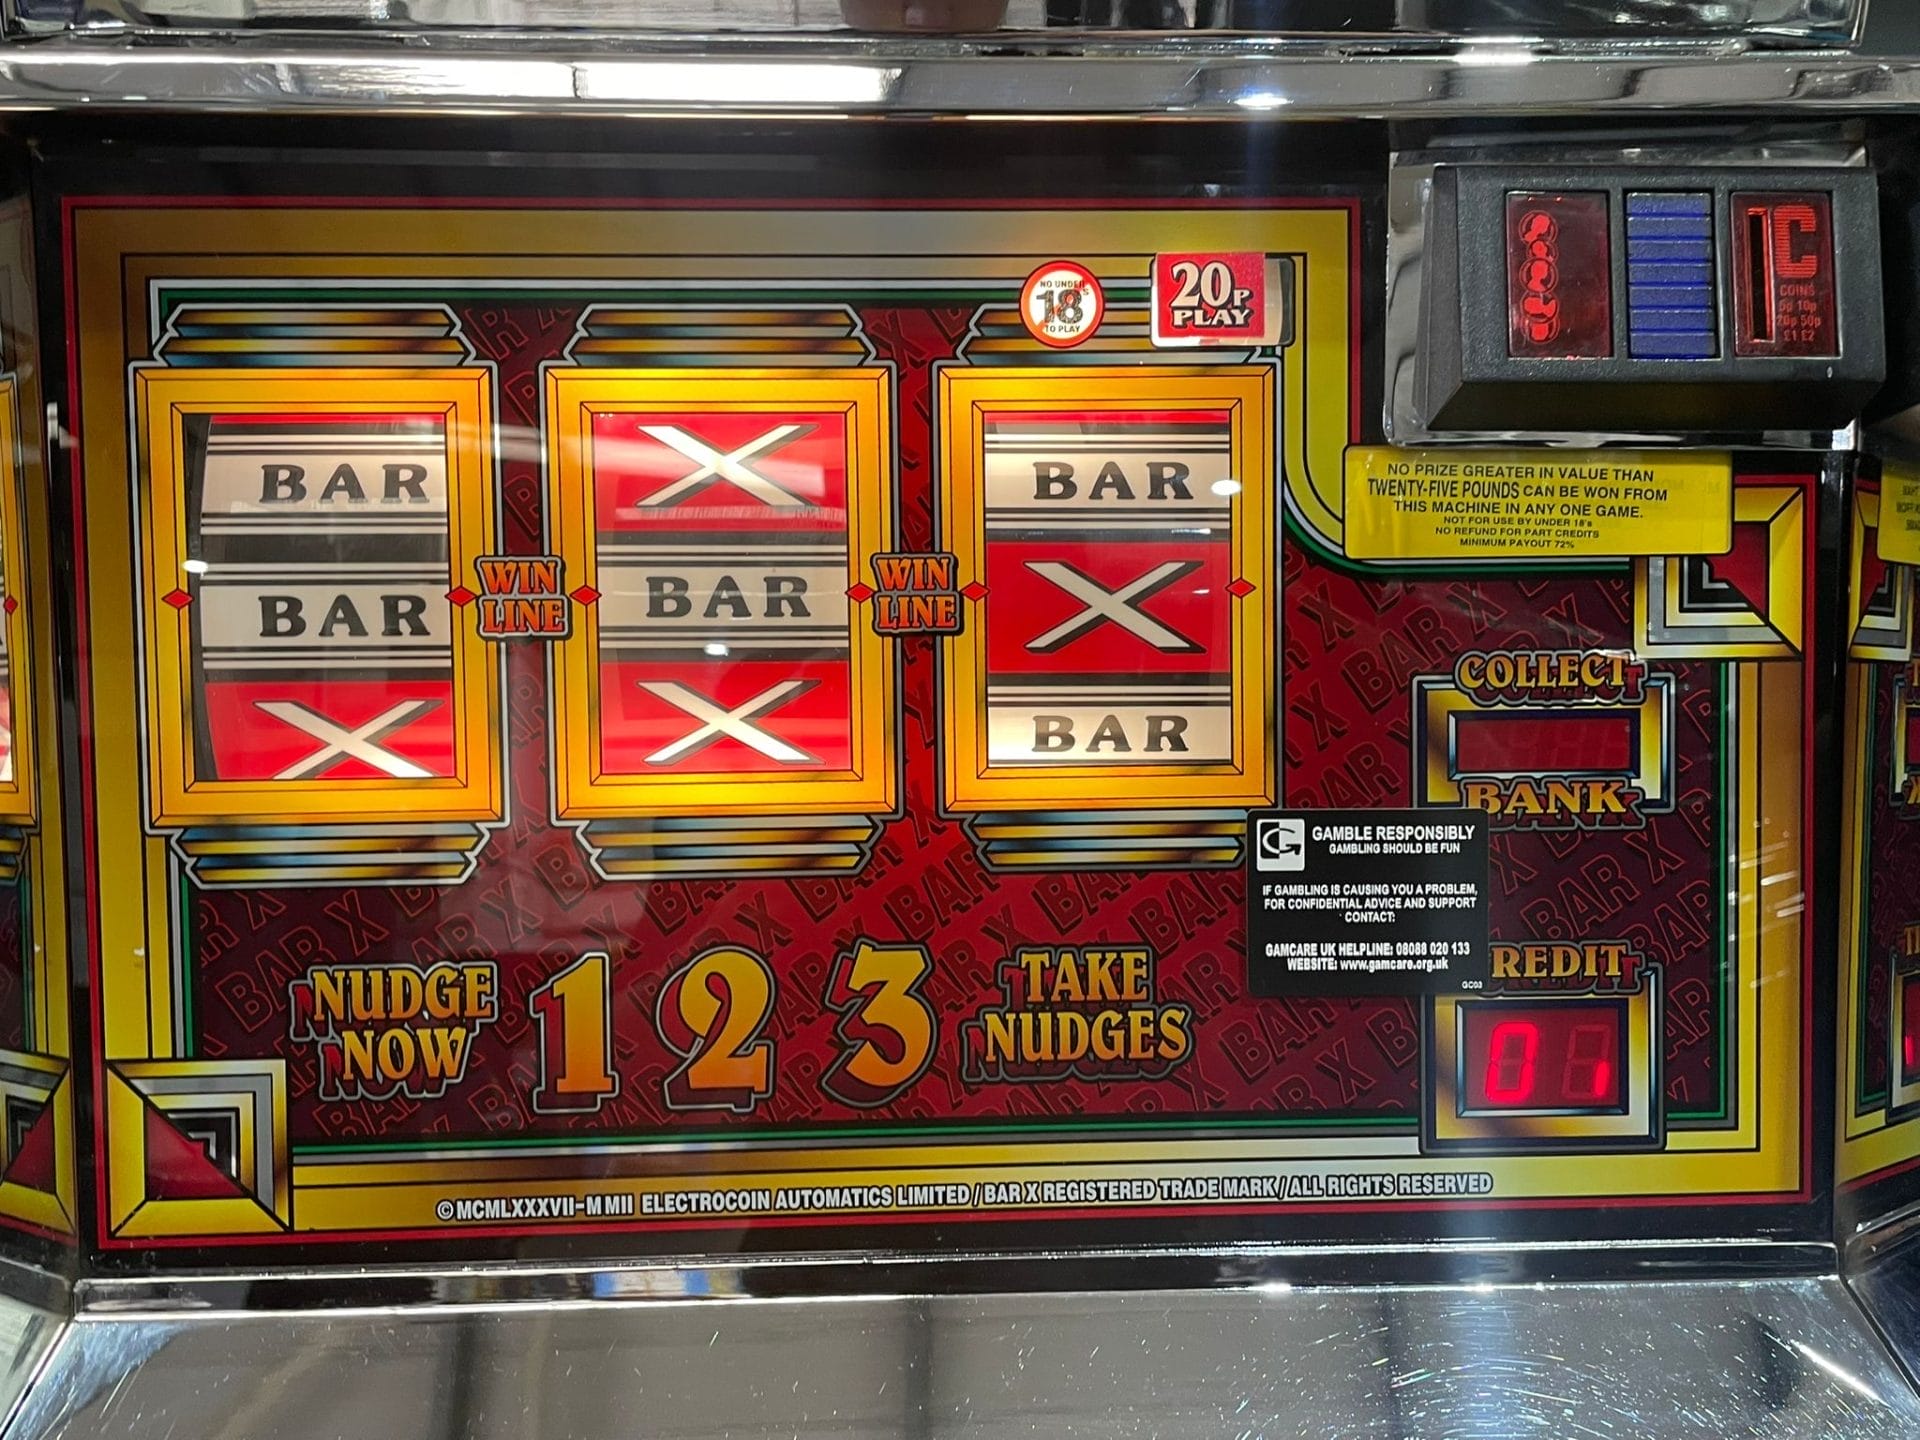 NO UNDER
18's
TO PLAY
20P
PLAY
1C
COINS
5p 10p
20p 50p
£1 £2
NO PRIZE GREATER IN VALUE THAN
TWENTY-FIVE POUNDS CAN BE WON FROM
THIS MACHINE IN ANY ONE GAME.
NOT FOR USE BY UNDER 18's
NO REFUND FOR PART CREDITS
MINIMUM PAYOUT 72%
BAR X BAR
BAR WIN LINE BAR WIN LINE X
X X BAR
COLLECT
BANK
GAMBLE RESPONSIBLY
GAMBLING SHOULD BE FUN
IF GAMBLING IS CAUSING YOU A PROBLEM,
FOR CONFIDENTIAL ADVICE AND SUPPORT
CONTACT:
GAMCARE UK HELPLINE: 08088 020 133
WEBSITE: www.gamcare.org.uk
GC03
REDIT
NUDGE
NOW
1 2 3
TAKE
NUDGES
©MCMLXXXVII-MMII ELECTROCOIN AUTOMATICS LIMITED / BAR X REGISTERED TRADE MARK / ALL RIGHTS RESERVED